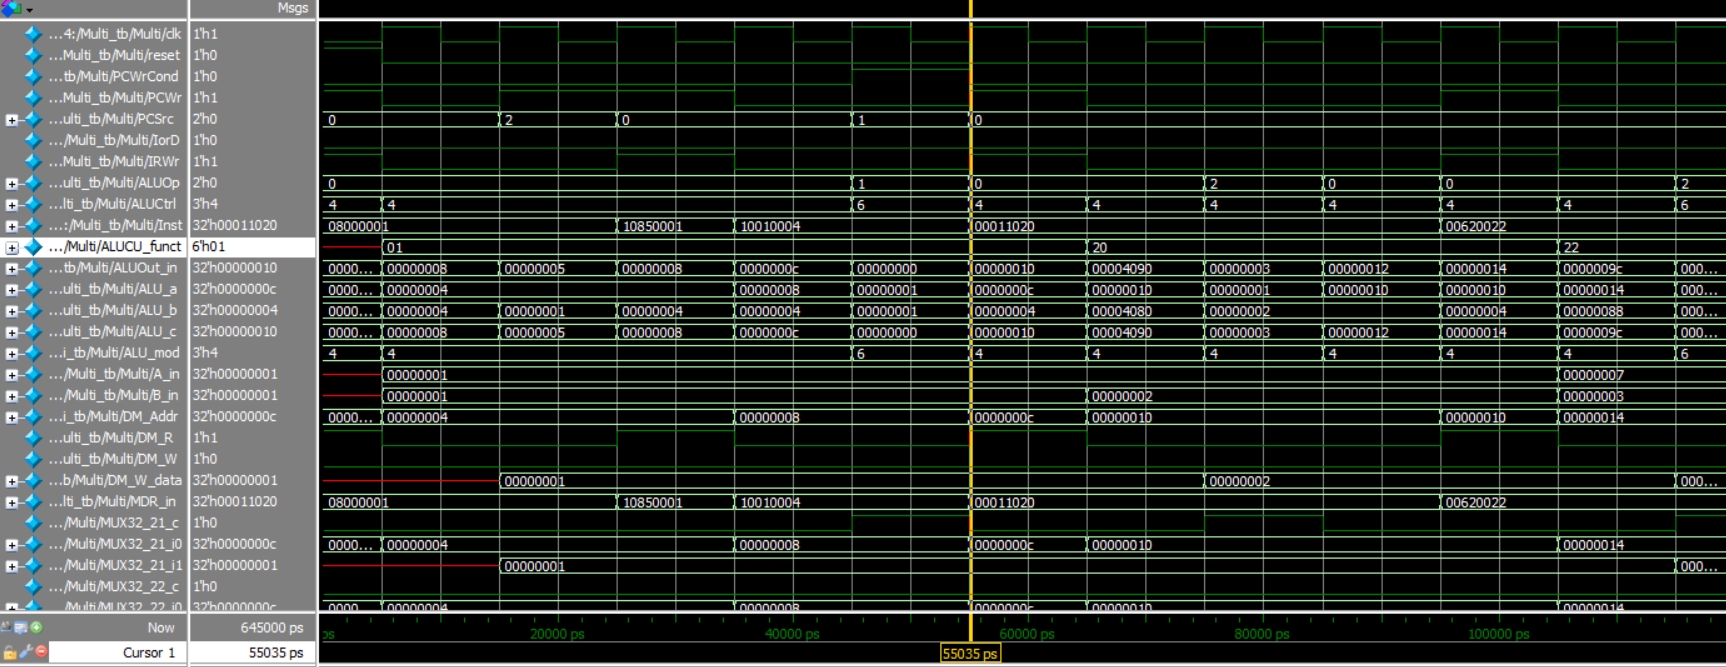 Msgs
...4:/Multi_tb/Multi/clk 1'h1
...Multi_tb/Multi/reset 1'h0
...tb/Multi/PCWrCond 1'h0
...Multi_tb/Multi/PCWr 1'h1
...ulti_tb/Multi/PCSrc 2'h0 0 2 0 1 0
.../Multi_tb/Multi/IorD 1'h0
...Multi_tb/Multi/IRWr 1'h1
...ulti_tb/Multi/ALUOp 2'h0 0 1 0 2 0 0 2
...lti_tb/Multi/ALUCtrl 3'h4 4 4 6 4 4 4 4 4 4 6
...:/Multi_tb/Multi/Inst 32'h00011020 08000001 10850001 10010004 00011020 00620022
.../Multi/ALUCU_funct 6'h01 01 20 22
...tb/Multi/ALUOut_in 32'h00000010 0000... 00000008 00000005 00000008 0000000c 00000000 00000010 00004090 00000003 00000012 00000014 0000009c 000...
...ulti_tb/Multi/ALU_a 32'h0000000c 0000... 00000004 00000008 00000001 0000000c 00000010 00000001 00000010 00000010 00000014 000...
...ulti_tb/Multi/ALU_b 32'h00000004 0000... 00000004 00000001 00000004 00000004 00000001 00000004 00004080 00000002 00000004 00000088 000...
...ulti_tb/Multi/ALU_c 32'h00000010 0000... 00000008 00000005 00000008 0000000c 00000000 00000010 00004090 00000003 00000012 00000014 0000009c 000...
...i_tb/Multi/ALU_mod 3'h4 4 4 6 4 4 4 4 4 4 6
...Multi_tb/Multi/A_in 32'h00000001 00000001 00000007
.../Multi_tb/Multi/B_in 32'h00000001 00000001 00000002 00000003
...i_tb/Multi/DM_Addr 32'h0000000c 0000... 00000004 00000008 0000000c 00000010 00000010 00000014
...ulti_tb/Multi/DM_R 1'h1
...ulti_tb/Multi/DM_W 1'h0
...b/Multi/DM_W_data 32'h00000001 00000001 00000002 000...
...lti_tb/Multi/MDR_in 32'h00011020 08000001 10850001 10010004 00011020 00620022
.../Multi/MUX32_21_c 1'h0
.../Multi/MUX32_21_i0 32'h0000000c 0000... 00000004 00000008 0000000c 00000010 00000014
.../Multi/MUX32_21_i1 32'h00000001 00000001 000...
.../Multi/MUX32_22_c 1'h0
.../Multi/MUX32_22_i0 32'h0000000c 0000... 00000004 00000008 0000000c 00000010 00000014
Now 645000 ps ps 20000 ps 40000 ps 60000 ps 80000 ps 100000 ps
Cursor 1 55035 ps 55035 ps